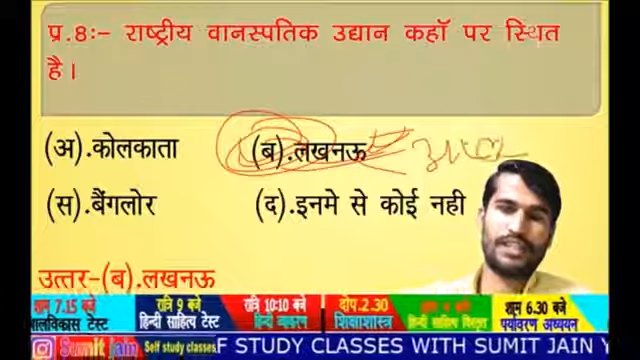 प्र.8:- राष्ट्रीय वानस्पतिक उद्यान कहाॅ पर स्थित
है।
(अ).कोलकाता (ब).लखनऊ
(स).बैंगलोर (द).इनमे से कोई नही
उत्तर-(ब).लखनऊ
शाम 7.15 बजे रात्रि 9 बजे रात्रि 10:10 बजे दोप.2.30 शाम 6.30 बजे
बालविकास टेस्ट हिन्दी साहित्य टेस्ट हिन्दी व्याकरण शिक्षाशास्त्र पर्यावरण अध्ययन
Sumit jain Self study classes F STUDY CLASSES WITH SUMIT JAIN Y